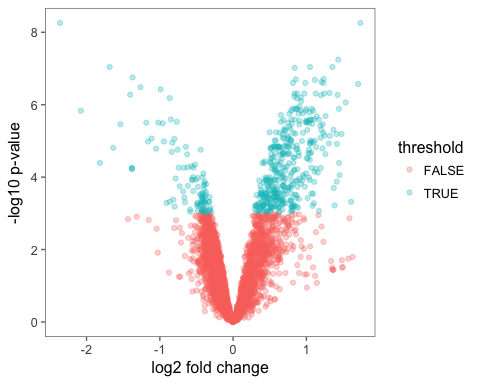 8
6
4
2
0
-2 -1 0 1
-log10 p-value
log2 fold change
threshold
FALSE
TRUE